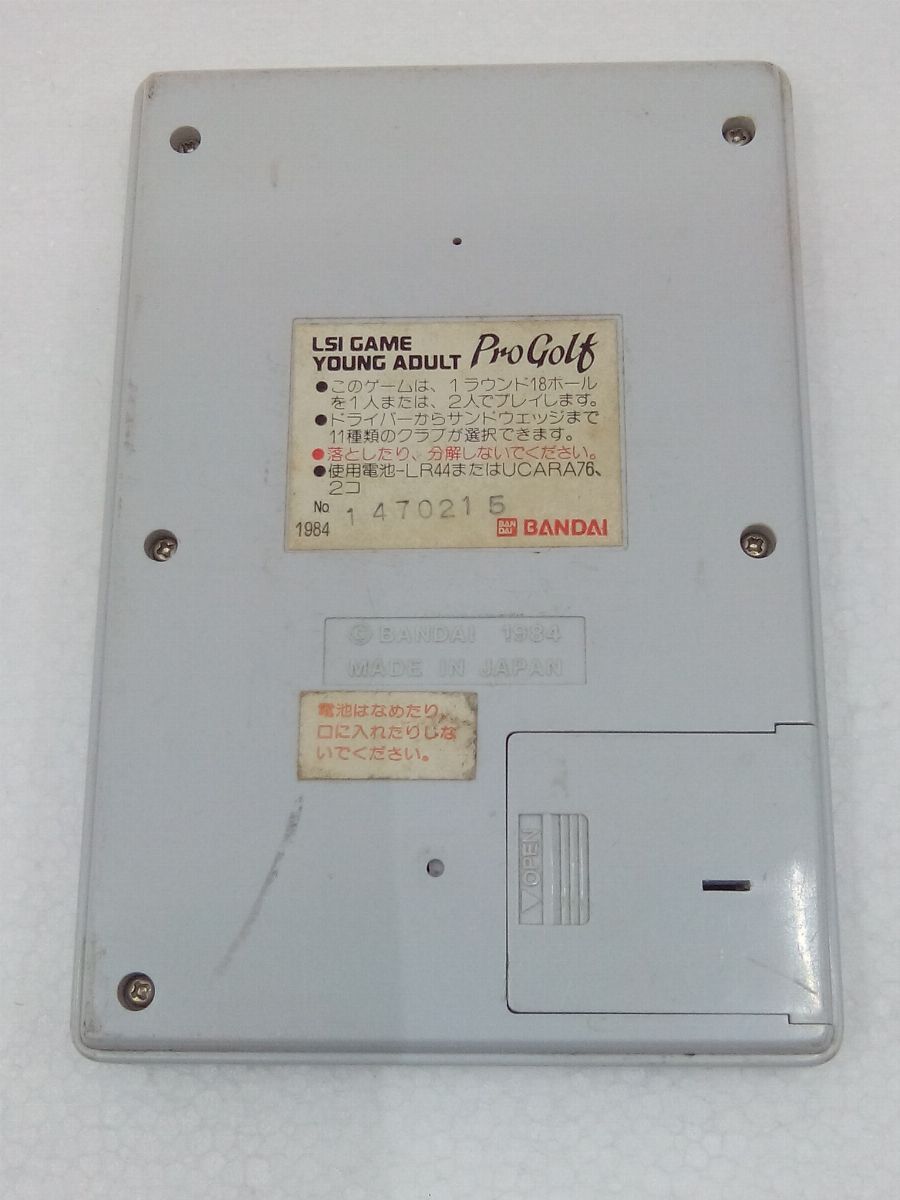 LSI GAME
YOUNG ADULT Pro Golf
●このゲームは、1ラウンド18ホール
を1人または、2人でプレイします。
●ドライバーからサンドウェッジまで
11種類のクラブが選択できます。
●落としたり、分解しないでください。
●使用電池-LR44またはUCARA76、
2コ
No 1470215
1984 BAN DAI BANDAI
© BANDAI 1984
MADE IN JAPAN
電池はなめたり、
口に入れたりしな
いでください。
OPEN